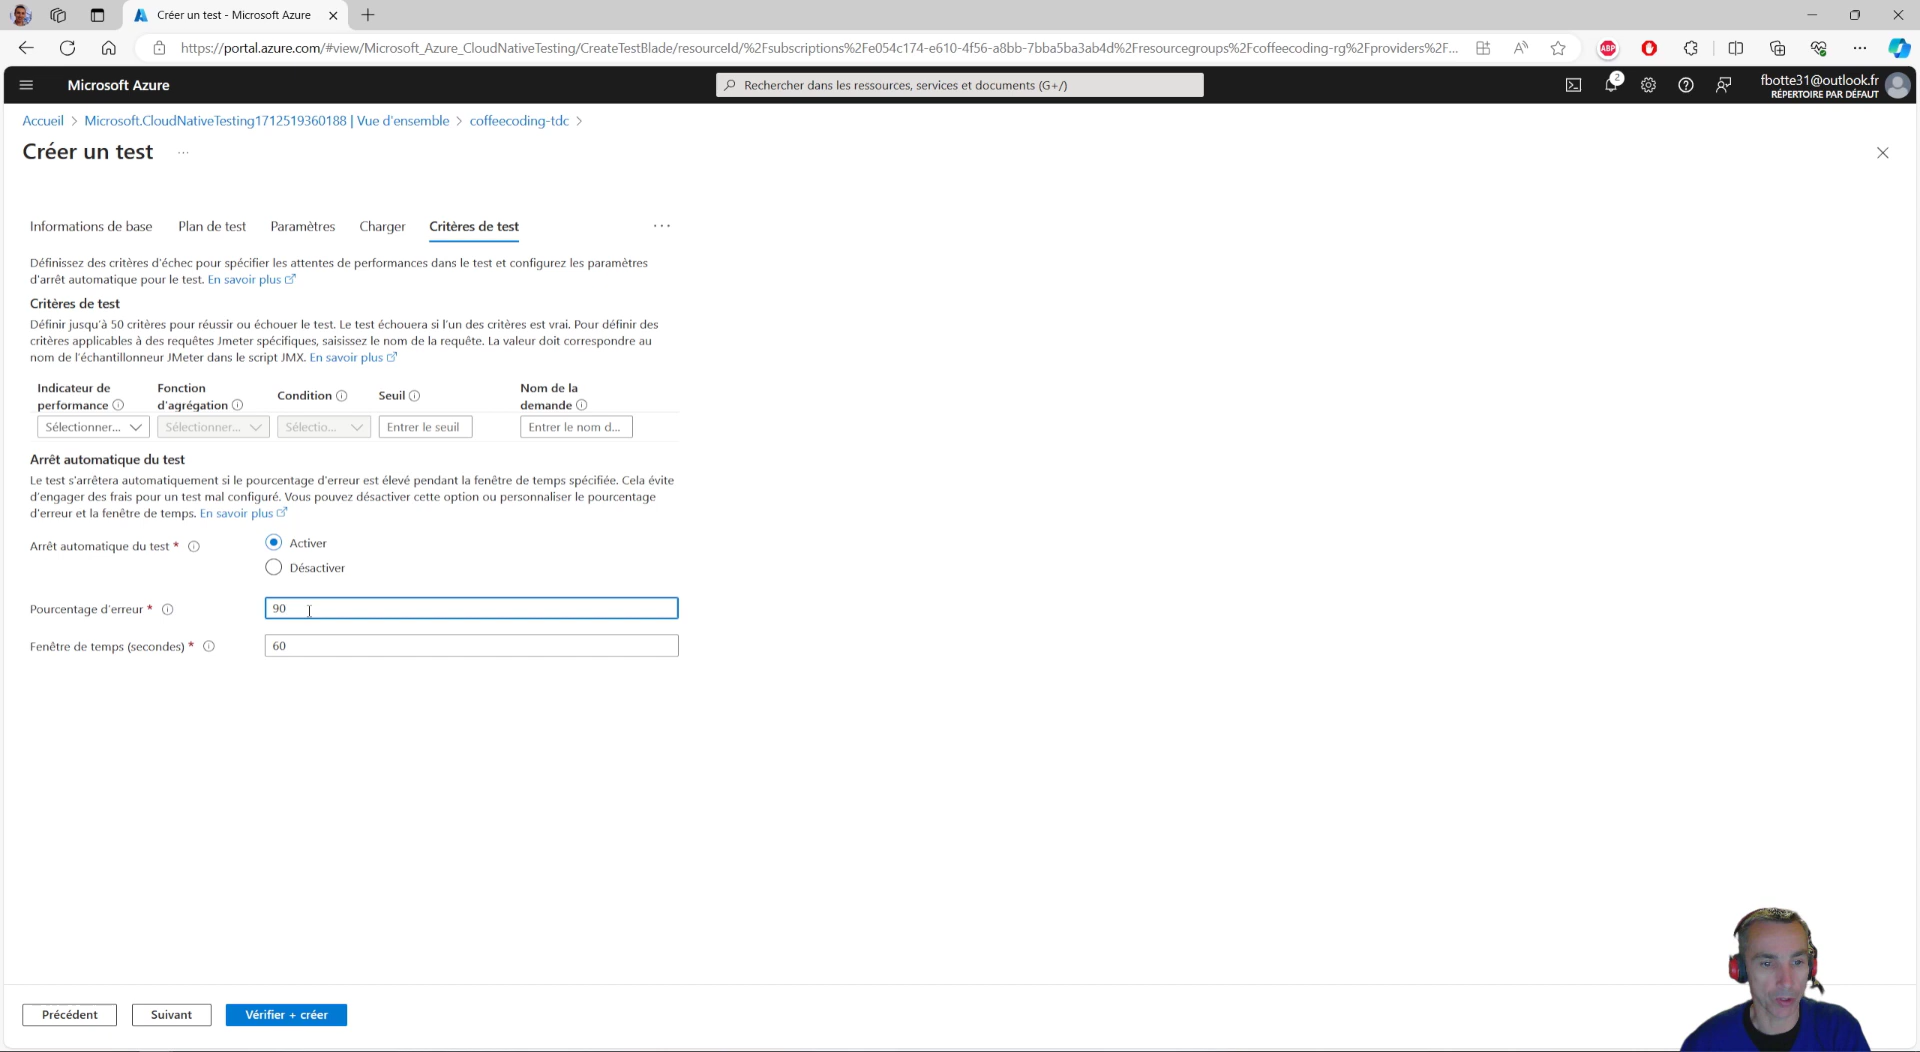 Créer un test - Microsoft Azure
https://portal.azure.com/#view/Microsoft_Azure_CloudNativeTesting/CreateTestBlade/resourceId/%2Fsubscriptions%2Fe054c174-e610-4f56-a8bb-7bba5ba3ab4d%2Fresourcegroups%2Fcoffeecoding-rg%2Fproviders%2F...
ABP
Microsoft Azure
Rechercher dans les ressources, services et documents (G+/)
2
fbotte31@outlook.fr
RÉPERTOIRE PAR DÉFAUT
Accueil > Microsoft.CloudNativeTesting1712519360188 | Vue d'ensemble > coffeecoding-tdc >
Créer un test ...
Informations de base Plan de test Paramètres Charger Critères de test ...
Définissez des critères d'échec pour spécifier les attentes de performances dans le test et configurez les paramètres
d'arrêt automatique pour le test. En savoir plus
Critères de test
Définir jusqu'à 50 critères pour réussir ou échouer le test. Le test échouera si l'un des critères est vrai. Pour définir des
critères applicables à des requêtes Jmeter spécifiques, saisissez le nom de la requête. La valeur doit correspondre au
nom de l'échantillonneur JMeter dans le script JMX. En savoir plus
Indicateur de performance Fonction d'agrégation Condition Seuil Nom de la demande
Sélectionner... Sélectionner... Sélectio... Entrer le seuil Entrer le nom d...
Arrêt automatique du test
Le test s'arrêtera automatiquement si le pourcentage d'erreur est élevé pendant la fenêtre de temps spécifiée. Cela évite
d'engager des frais pour un test mal configuré. Vous pouvez désactiver cette option ou personnaliser le pourcentage
d'erreur et la fenêtre de temps. En savoir plus
Arrêt automatique du test * Activer
Désactiver
Pourcentage d'erreur * 90
Fenêtre de temps (secondes) * 60
Précédent Suivant Vérifier + créer